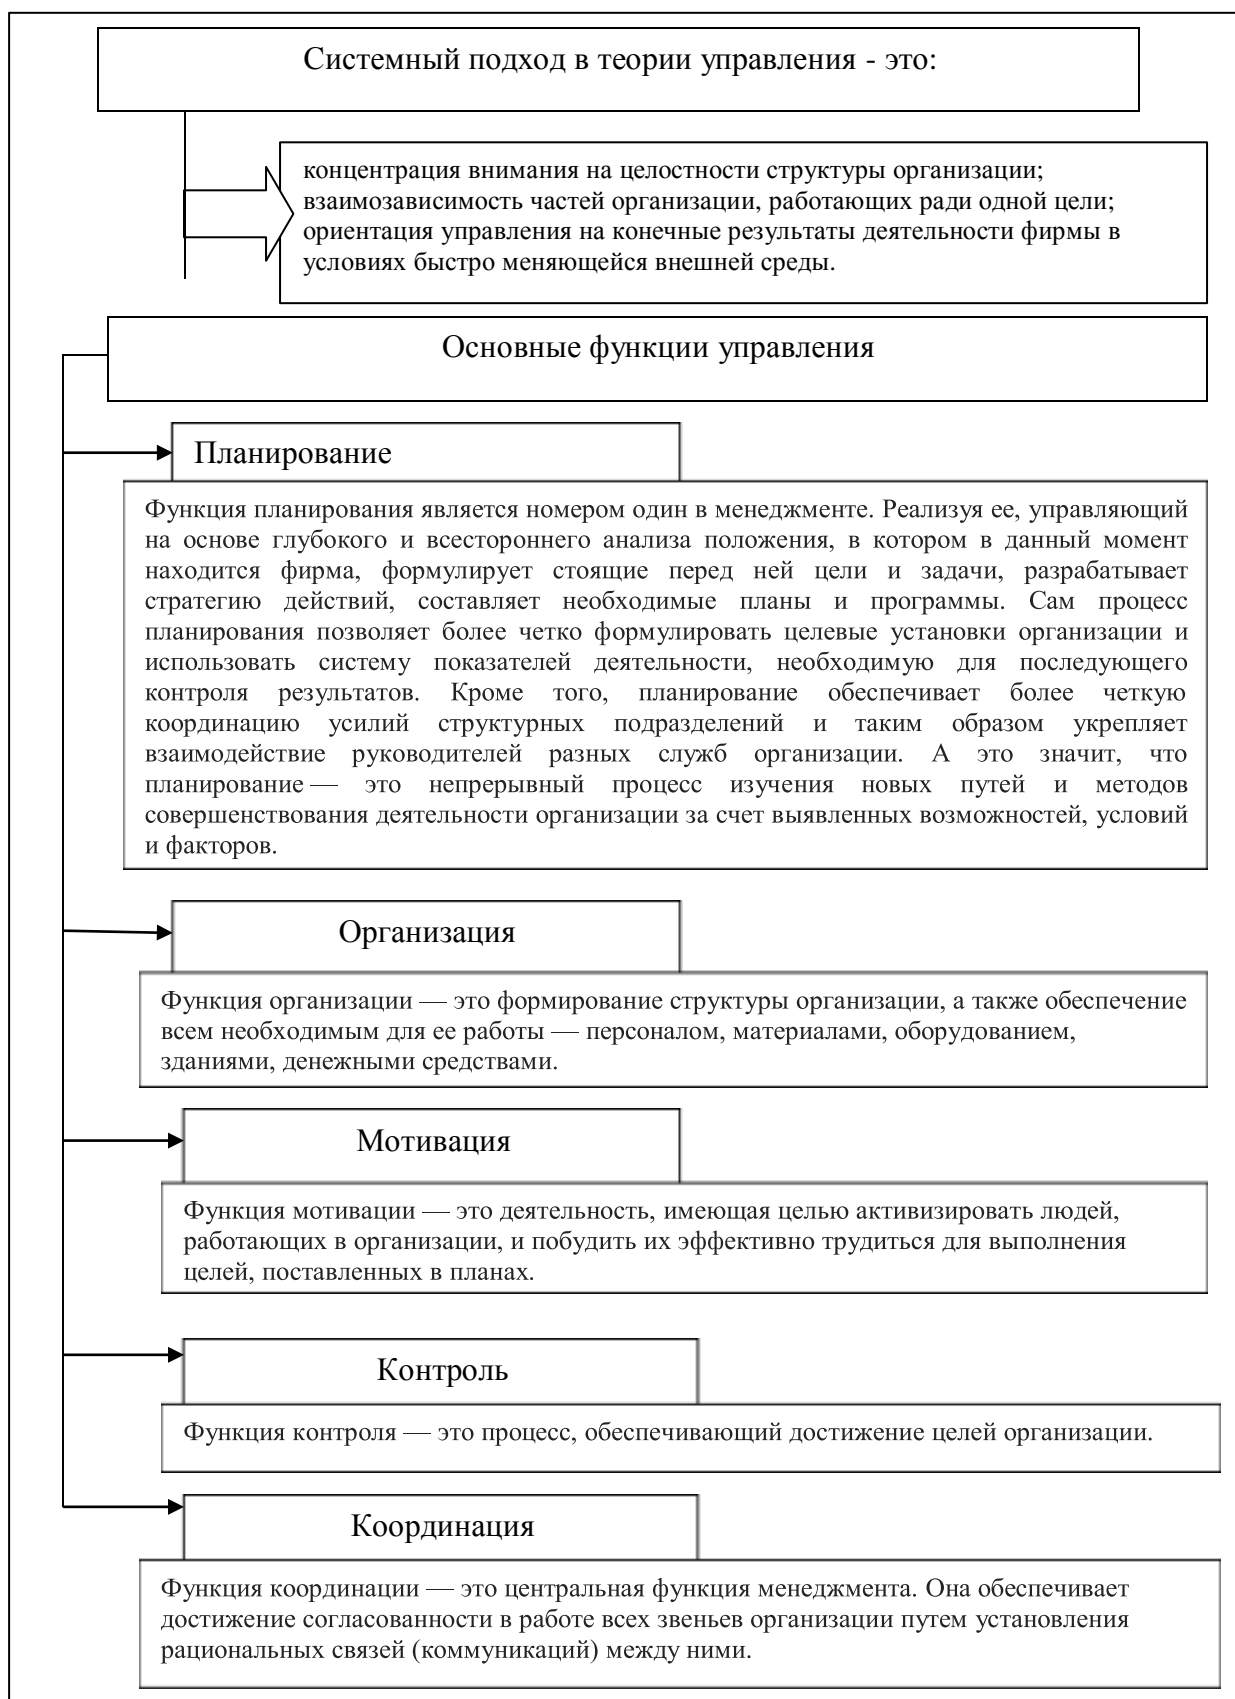 Системный подход в теории управления - это:
концентрация внимания на целостности структуры организации;
взаимозависимость частей организации, работающих ради одной цели;
ориентация управления на конечные результаты деятельности фирмы в
условиях быстро меняющейся внешней среды.
Основные функции управления
Планирование
Функция планирования является номером один в менеджменте. Реализуя ее, управляющий
на основе глубокого и всестороннего анализа положения, в котором в данный момент
находится фирма, формулирует стоящие перед ней цели и задачи, разрабатывает
стратегию действий, составляет необходимые планы и программы. Сам процесс
планирования позволяет более четко формулировать целевые установки организации и
использовать систему показателей деятельности, необходимую для последующего
контроля результатов. Кроме того, планирование обеспечивает более четкую
координацию усилий структурных подразделений и таким образом укрепляет
взаимодействие руководителей разных служб организации. А это значит, что
планирование — это непрерывный процесс изучения новых путей и методов
совершенствования деятельности организации за счет выявленных возможностей, условий
и факторов.
Организация
Функция организации — это формирование структуры организации, а также обеспечение
всем необходимым для ее работы — персоналом, материалами, оборудованием,
зданиями, денежными средствами.
Мотивация
Функция мотивации — это деятельность, имеющая целью активизировать людей,
работающих в организации, и побудить их эффективно трудиться для выполнения
целей, поставленных в планах.
Контроль
Функция контроля — это процесс, обеспечивающий достижение целей организации.
Координация
Функция координации — это центральная функция менеджмента. Она обеспечивает
достижение согласованности в работе всех звеньев организации путем установления
рациональных связей (коммуникаций) между ними.